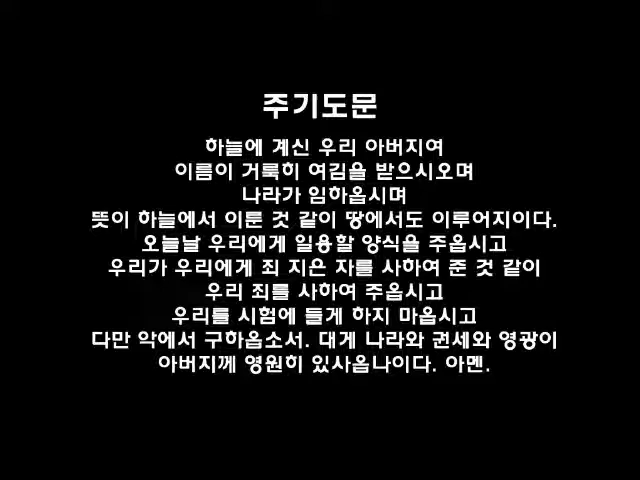 주기도문
하늘에 계신 우리 아버지여
이름이 거룩히 여김을 받으시오며
나라가 임하옵시며
뜻이 하늘에서 이룬 것 같이 땅에서도 이루어지이다.
오늘날 우리에게 일용할 양식을 주옵시고
우리가 우리에게 죄 지은 자를 사하여 준 것 같이
우리 죄를 사하여 주옵시고
우리를 시험에 들게 하지 마옵시고
다만 악에서 구하옵소서. 대게 나라와 권세와 영광이
아버지께 영원히 있사옵나이다. 아멘.